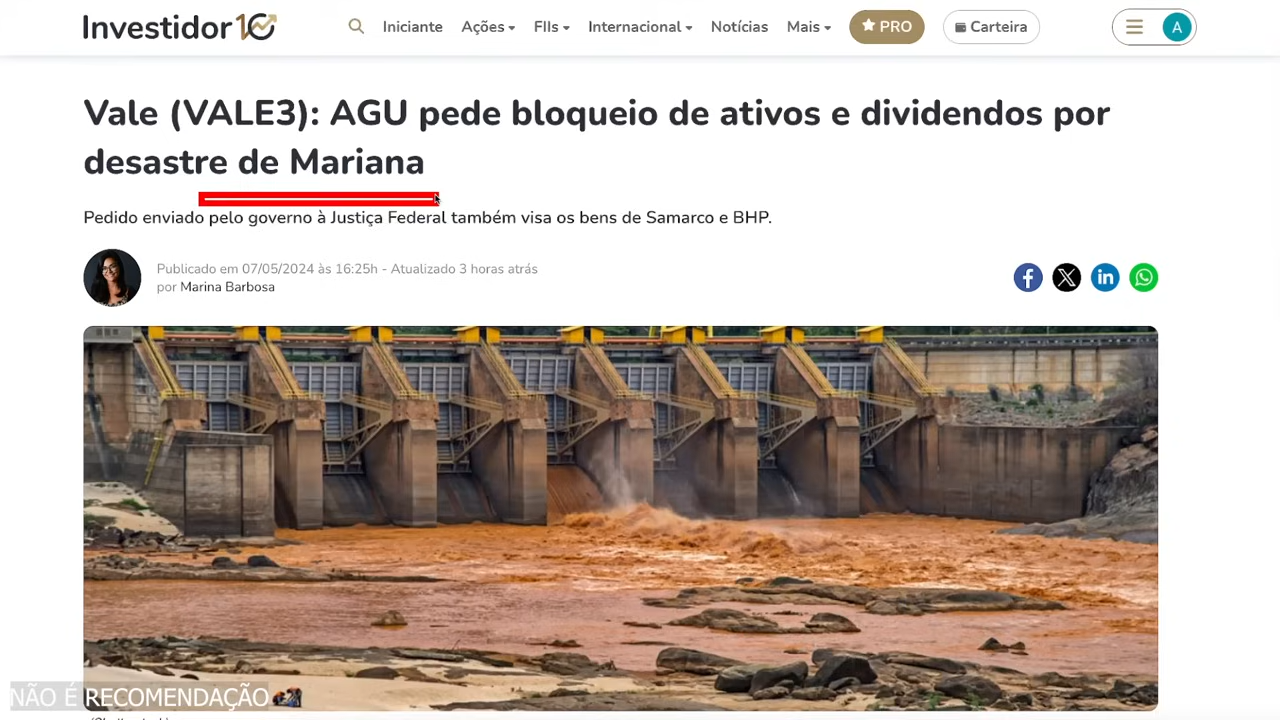 Investidor10
Iniciante Ações FIIs Internacional Notícias Mais PRO Carteira A
Vale (VALE3): AGU pede bloqueio de ativos e dividendos por
desastre de Mariana
Pedido enviado pelo governo à Justiça Federal também visa os bens de Samarco e BHP.
Publicado em 07/05/2024 às 16:25h - Atualizado 3 horas atrás
por Marina Barbosa
NÃO É RECOMENDAÇÃO